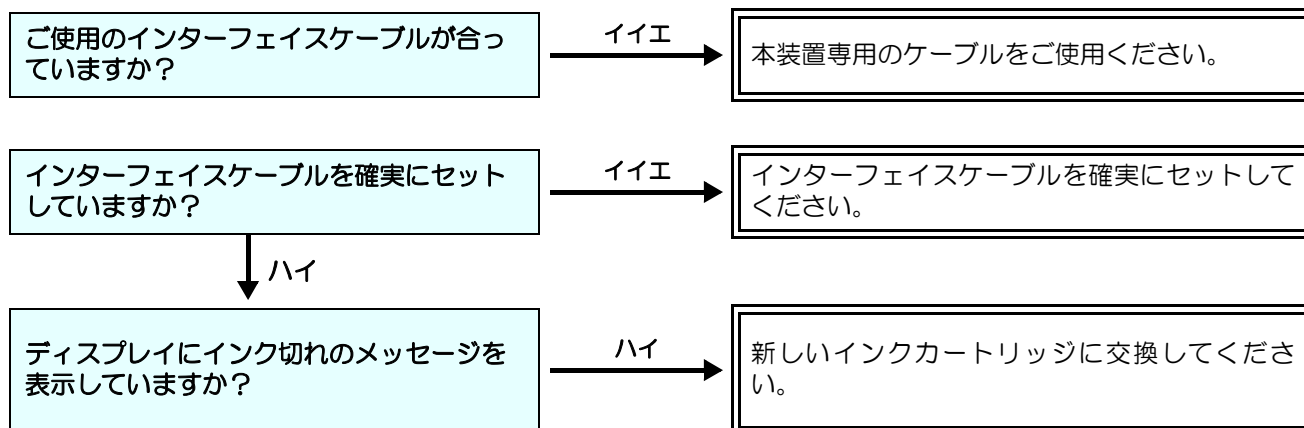 ご使用のインターフェイスケーブルが合っ
ていますか？
イイエ
本装置専用のケーブルをご使用ください。
インターフェイスケーブルを確実にセット
していますか？
イイエ
インターフェイスケーブルを確実にセットして
ください。
ハイ
ディスプレイにインク切れのメッセージを
表示していますか？
ハイ
新しいインクカートリッジに交換してくださ
い。